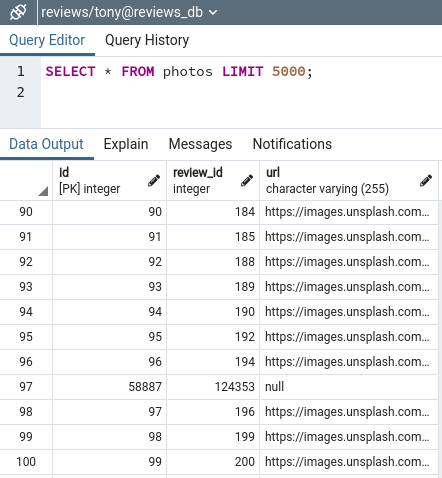 reviews/tony@reviews_db
Query Editor Query History
1 SELECT * FROM photos LIMIT 5000;
2
Data Output Explain Messages Notifications
id review_id url
[PK] integer integer character varying (255)
90 90 184 https://images.unsplash.com...
91 91 185 https://images.unsplash.com...
92 92 188 https://images.unsplash.com...
93 93 189 https://images.unsplash.com...
94 94 190 https://images.unsplash.com...
95 95 192 https://images.unsplash.com...
96 96 194 https://images.unsplash.com...
97 58887 124353 null
98 97 196 https://images.unsplash.com...
99 98 199 https://images.unsplash.com...
100 99 200 https://images.unsplash.com...